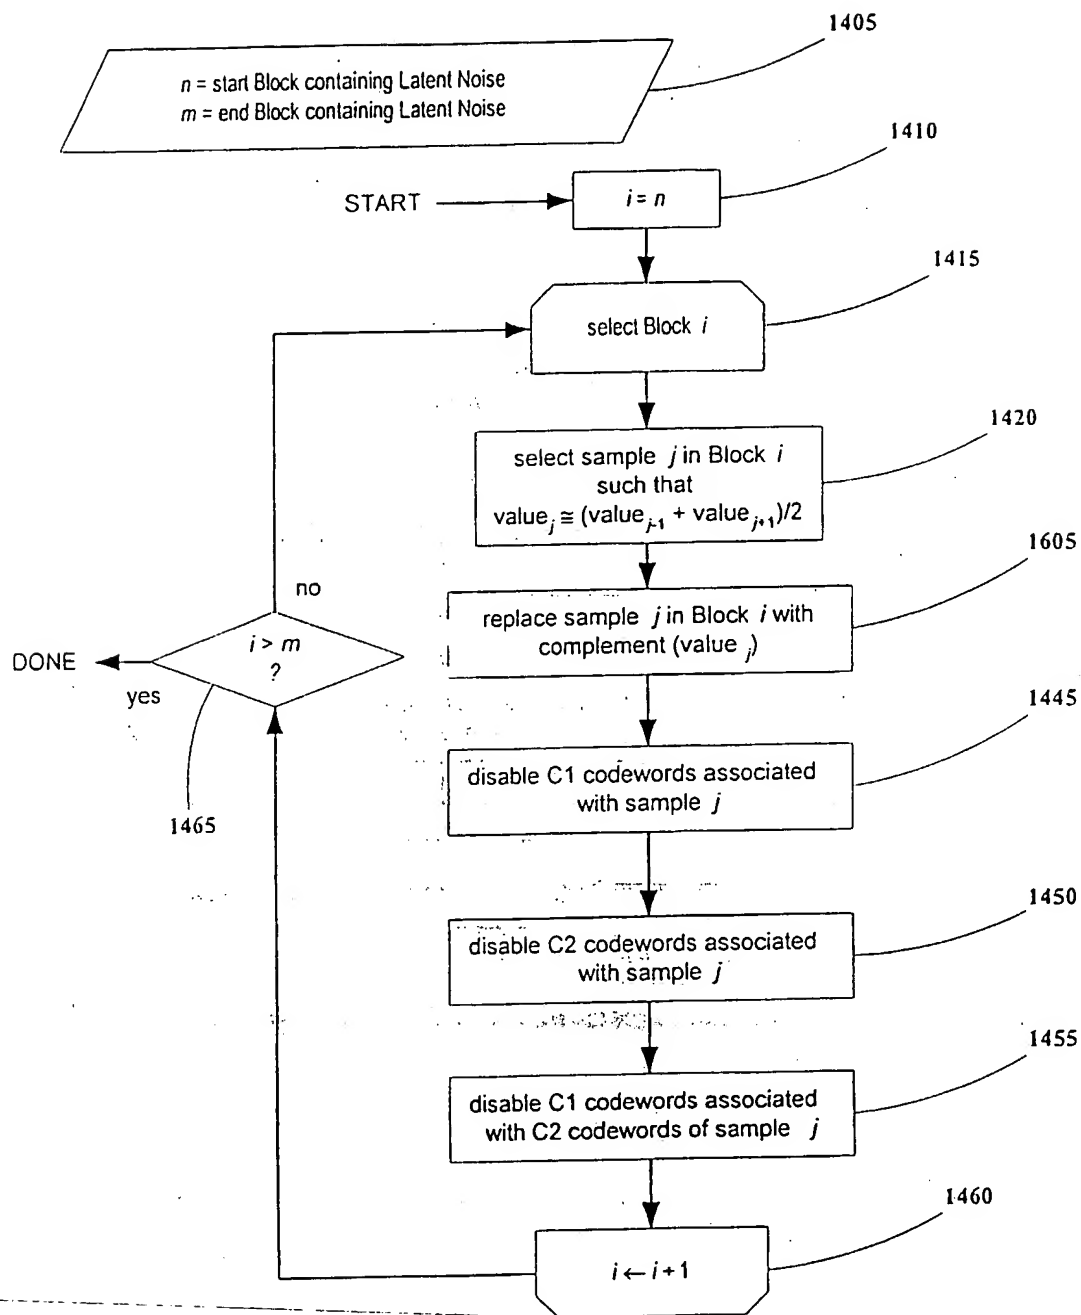 1405
n = start Block containing Latent Noise
m = end Block containing Latent Noise
1410
START
i = n
1415
select Block i
1420
select sample j in Block i
such that
value_j ≅ (value_j-1 + value_j+1)/2
1605
replace sample j in Block i with
complement (value_j)
no
i > m
?
DONE
yes
1465
1445
disable C1 codewords associated
with sample j
1450
disable C2 codewords associated
with sample j
1455
disable C1 codewords associated
with C2 codewords of sample j
1460
i ← i + 1